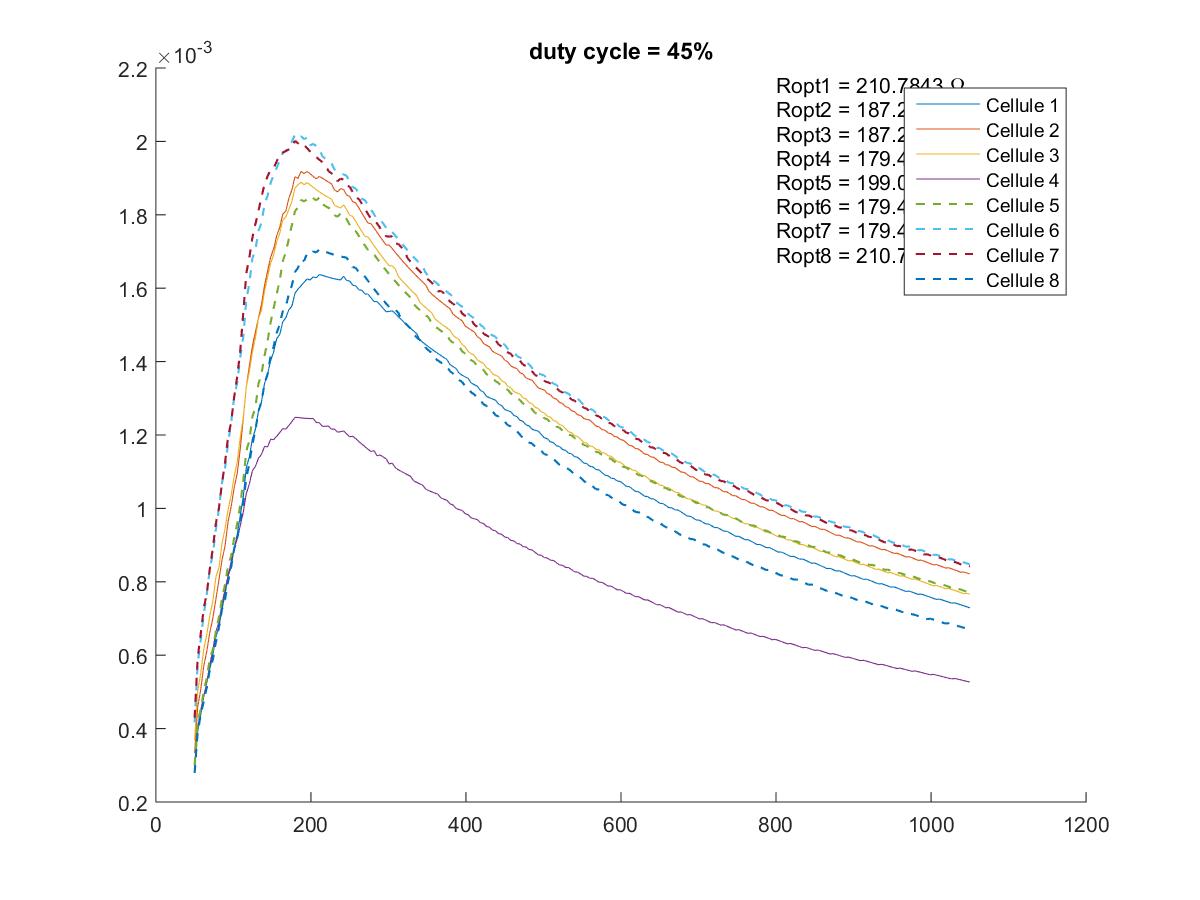 ×10-3
duty cycle = 45%
2.2
2
1.8
1.6
1.4
1.2
1
0.8
0.6
0.4
0.2
0 200 400 600 800 1000 1200
Ropt1 = 210.7843 Ω
Ropt2 = 187.2
Ropt3 = 187.2
Ropt4 = 179.4
Ropt5 = 199.0
Ropt6 = 179.4
Ropt7 = 179.4
Ropt8 = 210.7
Cellule 1
Cellule 2
Cellule 3
Cellule 4
Cellule 5
Cellule 6
Cellule 7
Cellule 8